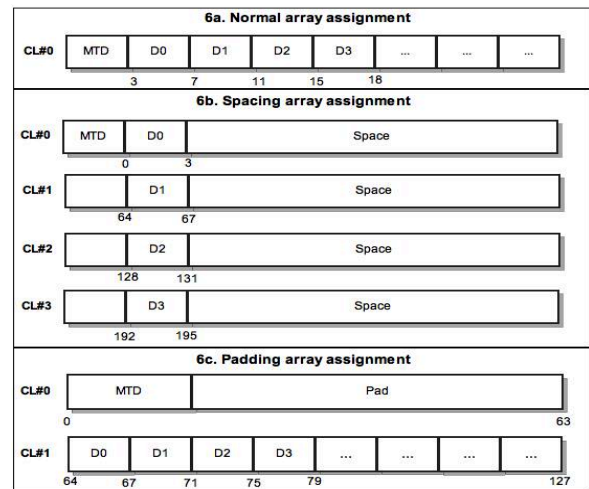 6a. Normal array assignment
CL#0 MTD D0 D1 D2 D3 ... ... ...
3 7 11 15 18
6b. Spacing array assignment
CL#0 MTD D0 Space
0 3
CL#1 D1 Space
64 67
CL#2 D2 Space
128 131
CL#3 D3 Space
192 195
6c. Padding array assignment
CL#0 MTD Pad
0 63
CL#1 D0 D1 D2 D3 ... ... ... ...
64 67 71 75 79 127